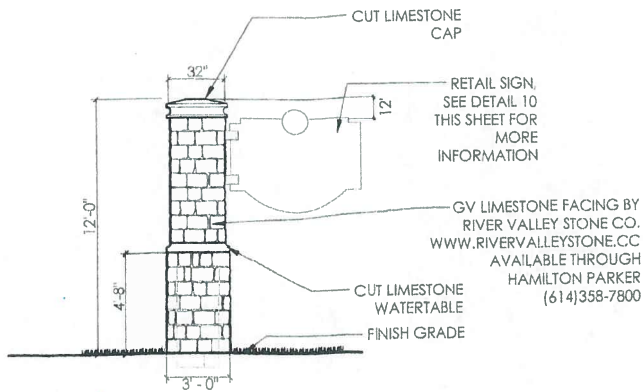 CUT LIMESTONE
CAP
32"
RETAIL SIGN,
SEE DETAIL 10
THIS SHEET FOR
MORE
INFORMATION
12'
12'-0"
GV LIMESTONE FACING BY
RIVER VALLEY STONE CO.
WWW.RIVERVALLEYSTONE.CC
AVAILABLE THROUGH
HAMILTON PARKER
(614)358-7800
4'-8"
CUT LIMESTONE
WATERTABLE
FINISH GRADE
3' - 0"